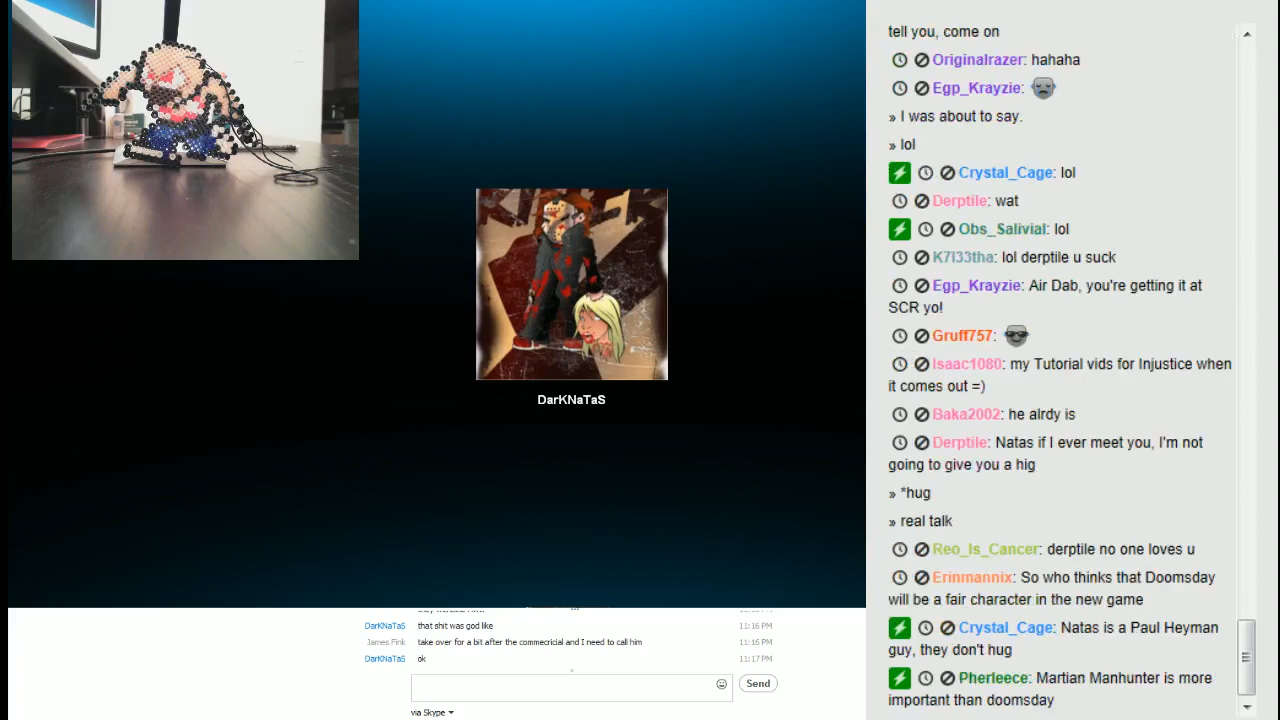 DarKNaTaS
DarKNaTaS that shit was god like 11:16 PM
James Fink take over for a bit after the commecricial and I need to call him 11:16 PM
DarKNaTaS ok 11:17 PM
Send
via Skype
tell you, come on
Originalrazer: hahaha
Egp_Krayzie:
» I was about to say.
» lol
Crystal_Cage: lol
Derptile: wat
Obs_Salivial: lol
K7l33tha: lol derptile u suck
Egp_Krayzie: Air Dab, you're getting it at
SCR yo!
Gruff757:
Isaac1080: my Tutorial vids for Injustice when
it comes out =)
Baka2002: he alrdy is
Derptile: Natas if I ever meet you, I'm not
going to give you a hig
» *hug
» real talk
Reo_Is_Cancer: derptile no one loves u
Erinmannix: So who thinks that Doomsday
will be a fair character in the new game
Crystal_Cage: Natas is a Paul Heyman
guy, they don't hug
Pherleece: Martian Manhunter is more
important than doomsday